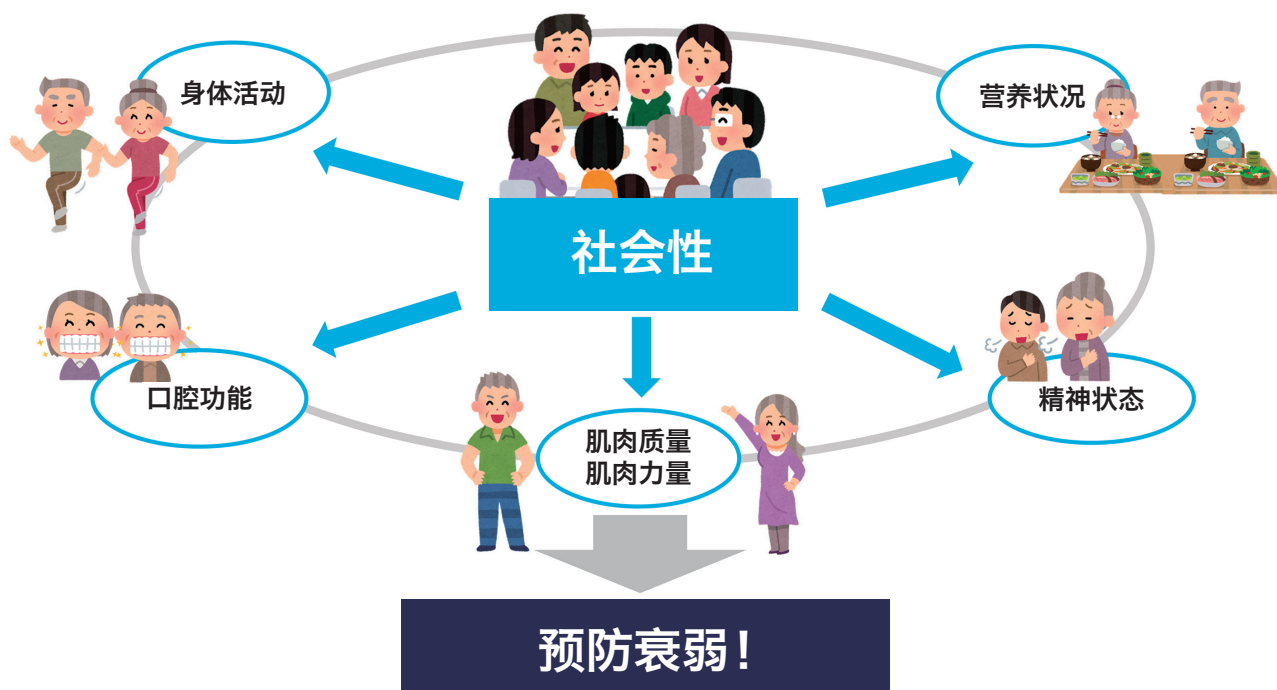 身体活动
营养状况
社会性
口腔功能
精神状态
肌肉质量
肌肉力量
预防衰弱！